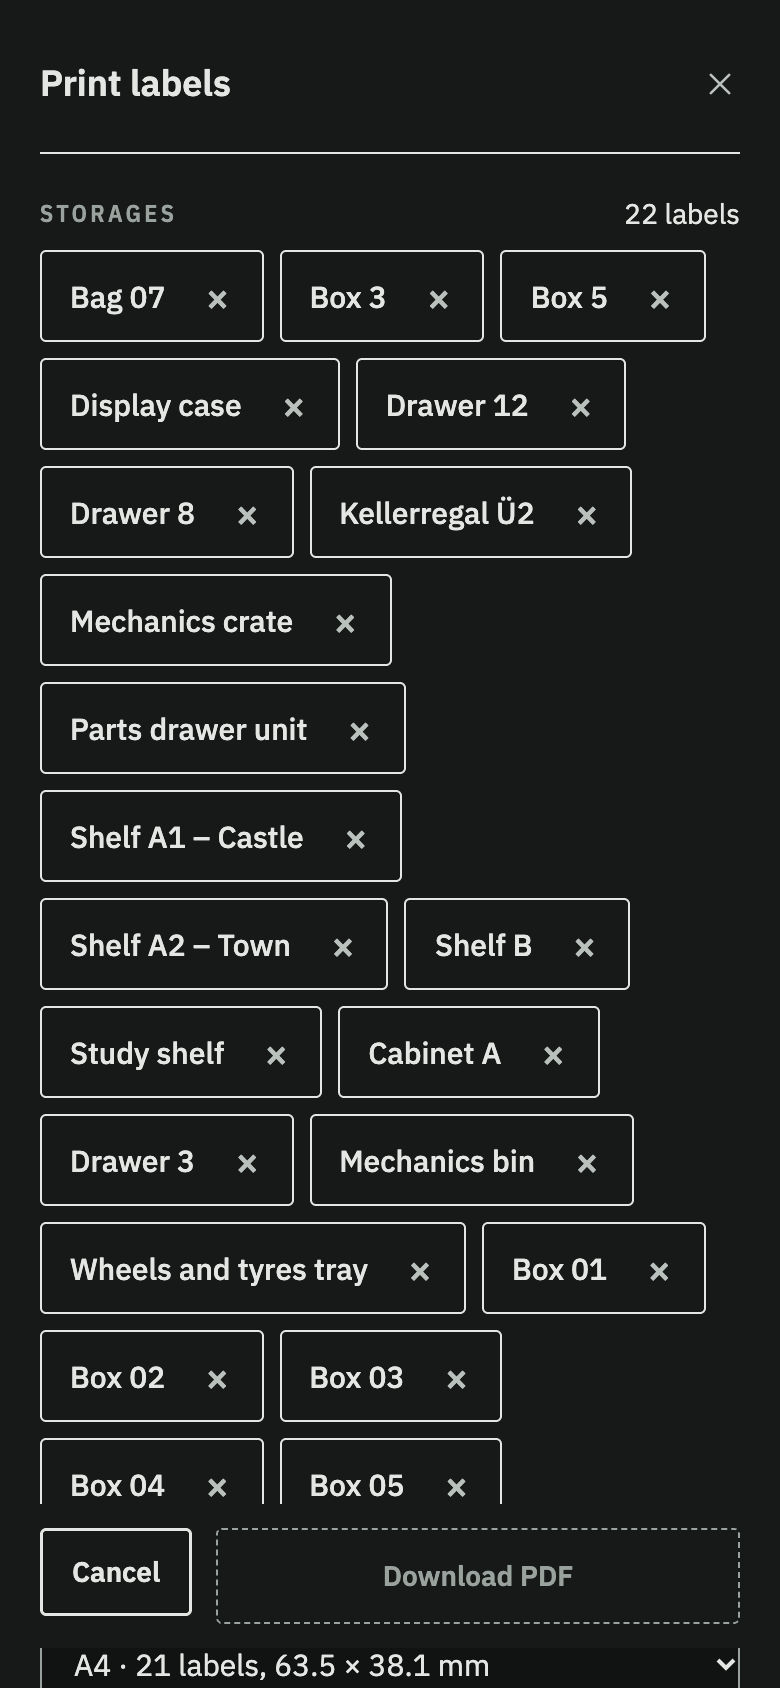 Print labels
STORAGES 22 labels
Bag 07 × Box 3 × Box 5 ×
Display case × Drawer 12 ×
Drawer 8 × Kellerregal Ü2 ×
Mechanics crate ×
Parts drawer unit ×
Shelf A1 – Castle ×
Shelf A2 – Town × Shelf B ×
Study shelf × Cabinet A ×
Drawer 3 × Mechanics bin ×
Wheels and tyres tray × Box 01 ×
Box 02 × Box 03 ×
Box 04 × Box 05 ×
Cancel Download PDF
A4 · 21 labels, 63.5 × 38.1 mm